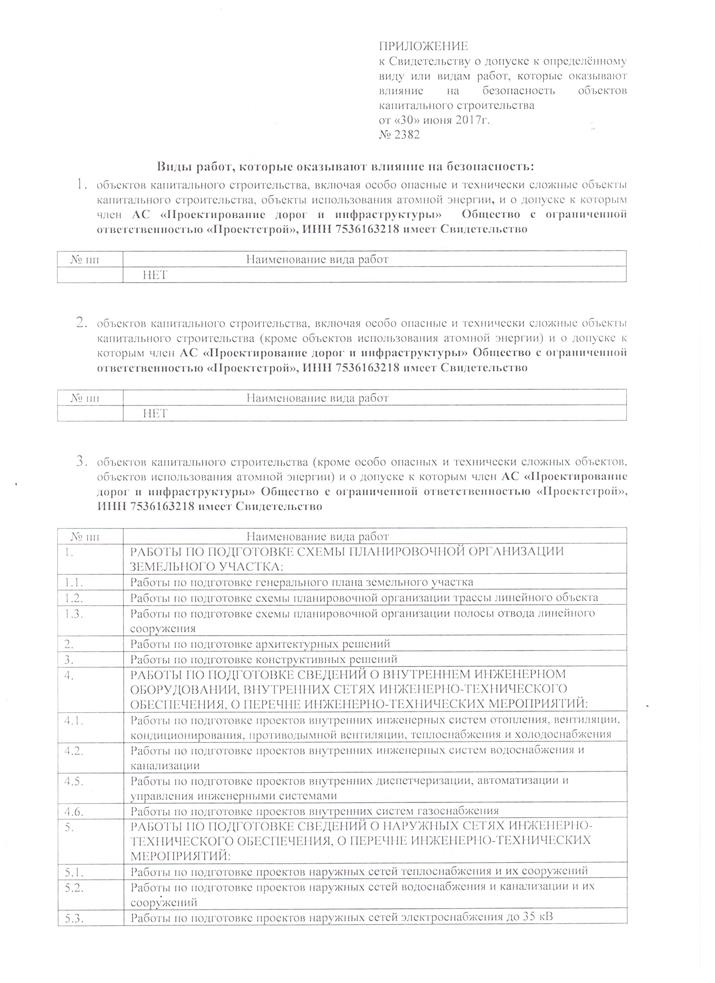 ПРИЛОЖЕНИЕ
к Свидетельству о допуске к определённому
виду или видам работ, которые оказывают
влияние на безопасность объектов
капитального строительства
от «30» июня 2017г.
№ 2382
Виды работ, которые оказывают влияние на безопасность:
1. объектов капитального строительства, включая особо опасные и технически сложные объекты
капитального строительства, объекты использования атомной энергии, и о допуске к которым
член АС «Проектирование дорог и инфраструктуры» Общество с ограниченной
ответственностью «Проектстрой», ИНН 7536163218 имеет Свидетельство
№ пп Наименование вида работ
НЕТ
2. объектов капитального строительства, включая особо опасные и технически сложные объекты
капитального строительства (кроме объектов использования атомной энергии) и о допуске к
которым член АС «Проектирование дорог и инфраструктуры» Общество с ограниченной
ответственностью «Проектстрой», ИНН 7536163218 имеет Свидетельство
№ пп Наименование вида работ
НЕТ
3. объектов капитального строительства (кроме особо опасных и технически сложных объектов,
объектов использования атомной энергии) и о допуске к которым член АС «Проектирование
дорог и инфраструктуры» Общество с ограниченной ответственностью «Проектстрой»,
ИНН 7536163218 имеет Свидетельство
№ пп Наименование вида работ
1. РАБОТЫ ПО ПОДГОТОВКЕ СХЕМЫ ПЛАНИРОВОЧНОЙ ОРГАНИЗАЦИИ
ЗЕМЕЛЬНОГО УЧАСТКА:
1.1. Работы по подготовке генерального плана земельного участка
1.2. Работы по подготовке схемы планировочной организации трассы линейного объекта
1.3. Работы по подготовке схемы планировочной организации полосы отвода линейного
сооружения
2. Работы по подготовке архитектурных решений
3. Работы по подготовке конструктивных решений
4. РАБОТЫ ПО ПОДГОТОВКЕ СВЕДЕНИЙ О ВНУТРЕННЕМ ИНЖЕНЕРНОМ
ОБОРУДОВАНИИ, ВНУТРЕННИХ СЕТЯХ ИНЖЕНЕРНО-ТЕХНИЧЕСКОГО
ОБЕСПЕЧЕНИЯ, О ПЕРЕЧНЕ ИНЖЕНЕРНО-ТЕХНИЧЕСКИХ МЕРОПРИЯТИЙ:
4.1. Работы по подготовке проектов внутренних инженерных систем отопления, вентиляции,
кондиционирования, противодымной вентиляции, теплоснабжения и холодоснабжения
4.2. Работы по подготовке проектов внутренних инженерных систем водоснабжения и
канализации
4.5. Работы по подготовке проектов внутренних диспетчеризации, автоматизации и
управления инженерными системами
4.6. Работы по подготовке проектов внутренних систем газоснабжения
5. РАБОТЫ ПО ПОДГОТОВКЕ СВЕДЕНИЙ О НАРУЖНЫХ СЕТЯХ ИНЖЕНЕРНО-
ТЕХНИЧЕСКОГО ОБЕСПЕЧЕНИЯ, О ПЕРЕЧНЕ ИНЖЕНЕРНО-ТЕХНИЧЕСКИХ
МЕРОПРИЯТИЙ:
5.1. Работы по подготовке проектов наружных сетей теплоснабжения и их сооружений
5.2. Работы по подготовке проектов наружных сетей водоснабжения и канализации и их
сооружений
5.3. Работы по подготовке проектов наружных сетей электроснабжения до 35 кВ